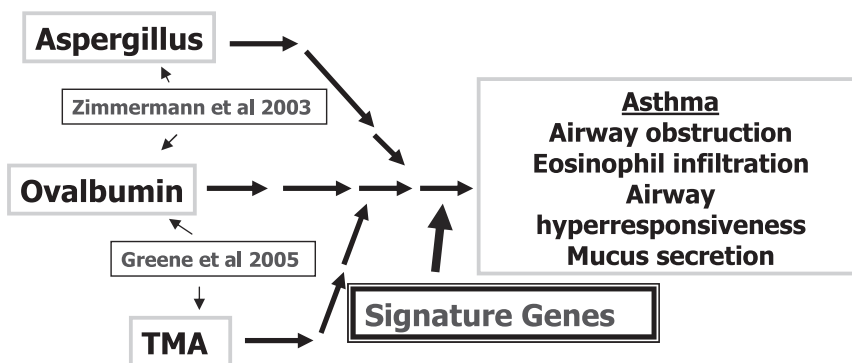 Aspergillus
Zimmermann et al 2003
Ovalbumin
Greene et al 2005
TMA
Signature Genes
Asthma
Airway obstruction
Eosinophil infiltration
Airway
hyperresponsiveness
Mucus secretion